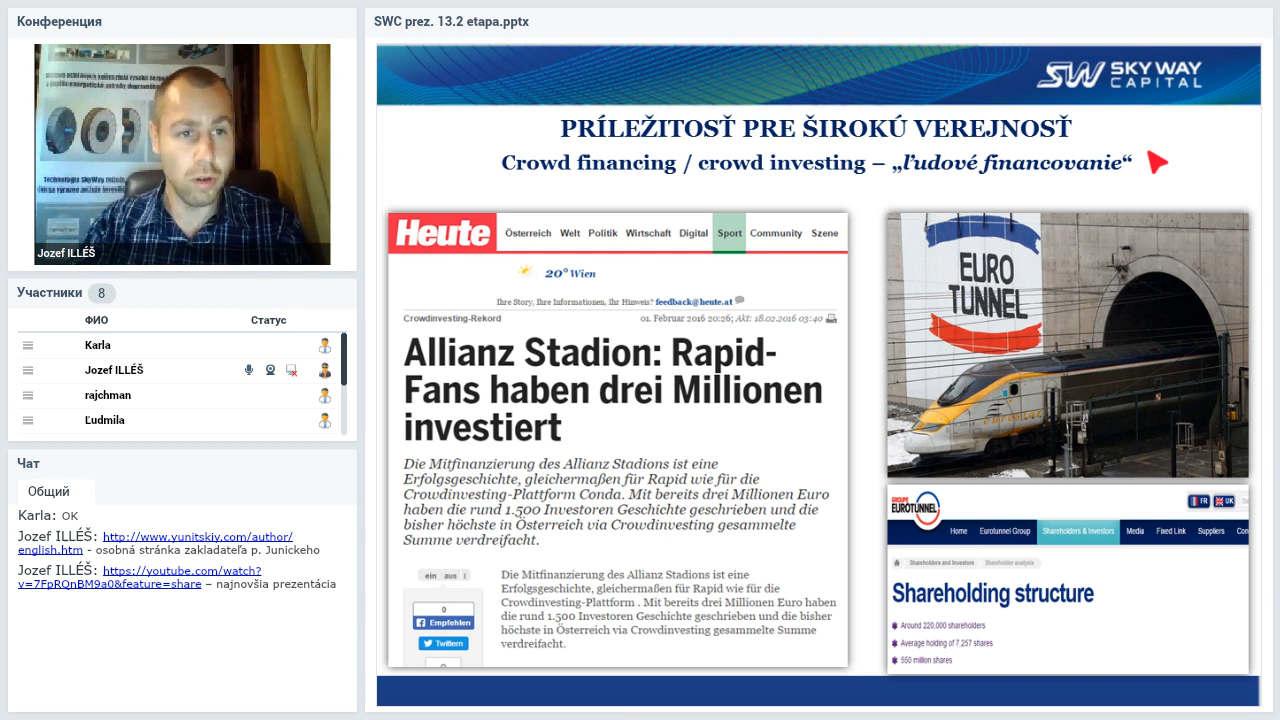 Конференция
Jozef ILLÉŠ
Участники 8
ФИО Статус
Karla
Jozef ILLÉŠ
rajchman
Ľudmila
Чат
Общий
Karla: OK
Jozef ILLÉŠ: http://www.yunitskiy.com/author/
english.htm - osobná stránka zakladateľa p. Junickeho
Jozef ILLÉŠ: https://youtube.com/watch?
v=7FpRQnBM9a0&feature=share – najnovšia prezentácia
SWC prez. 13.2 etapa.pptx
SW SKY WAY
CAPITAL
PRÍLEŽITOSŤ PRE ŠIROKÚ VEREJNOSŤ
Crowd financing / crowd investing – „ľudové financovanie“
Heute Österreich Welt Politik Wirtschaft Digital Sport Community Szene
20° Wien
Ihre Story, Ihre Informationen, Ihr Hinweis? feedback@heute.at
Crowdinvesting-Rekord 01. Februar 2016 20:26; Akt: 18.02.2016 03:40
Allianz Stadion: Rapid-
Fans haben drei Millionen
investiert
Die Mitfinanzierung des Allianz Stadions ist eine
Erfolgsgeschichte, gleichermaßen für Rapid wie für die
Crowdinvesting-Plattform Conda. Mit bereits drei Millionen Euro
haben die rund 1.500 Investoren Geschichte geschrieben und die
bisher höchste in Österreich via Crowdinvesting gesammelte
Summe verdreifacht.
ein aus
0
Empfehlen
Twittern
Die Mitfinanzierung des Allianz Stadions ist eine
Erfolgsgeschichte, gleichermaßen für Rapid wie für die
Crowdinvesting-Plattform . Mit bereits drei Millionen Euro haben
die rund 1.500 Investoren Geschichte geschrieben und die bisher
höchste in Österreich via Crowdinvesting gesammelte Summe
verdreifacht.
EURO
TUNNEL
GROUPE
EUROTUNNEL
FR UK
Home Eurotunnel Group Shareholders & Investors Media Fixed Link Suppliers Con
Shareholders and Investors Shareholder analysis
Shareholding structure
Around 220,000 shareholders
Average holding of 7,257 shares
550 million shares